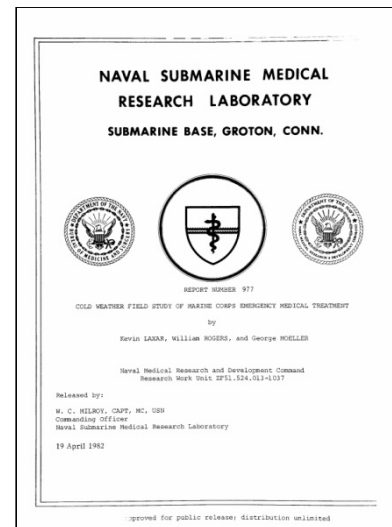 NAVAL SUBMARINE MEDICAL
RESEARCH LABORATORY
SUBMARINE BASE, GROTON, CONN.
REPORT NUMBER 977
COLD WEATHER FIELD STUDY OF MARINE CORPS EMERGENCY MEDICAL TREATMENT
by
Kevin LAXAR, William ROGERS, and George MOELLER
Naval Medical Research and Development Command
Research Work Unit ZF51.524.013-1037
Released by:
W. C. MILROY, CAPT, MC, USN
Commanding Officer
Naval Submarine Medical Research Laboratory
19 April 1982
pproved for public release; distribution unlimited